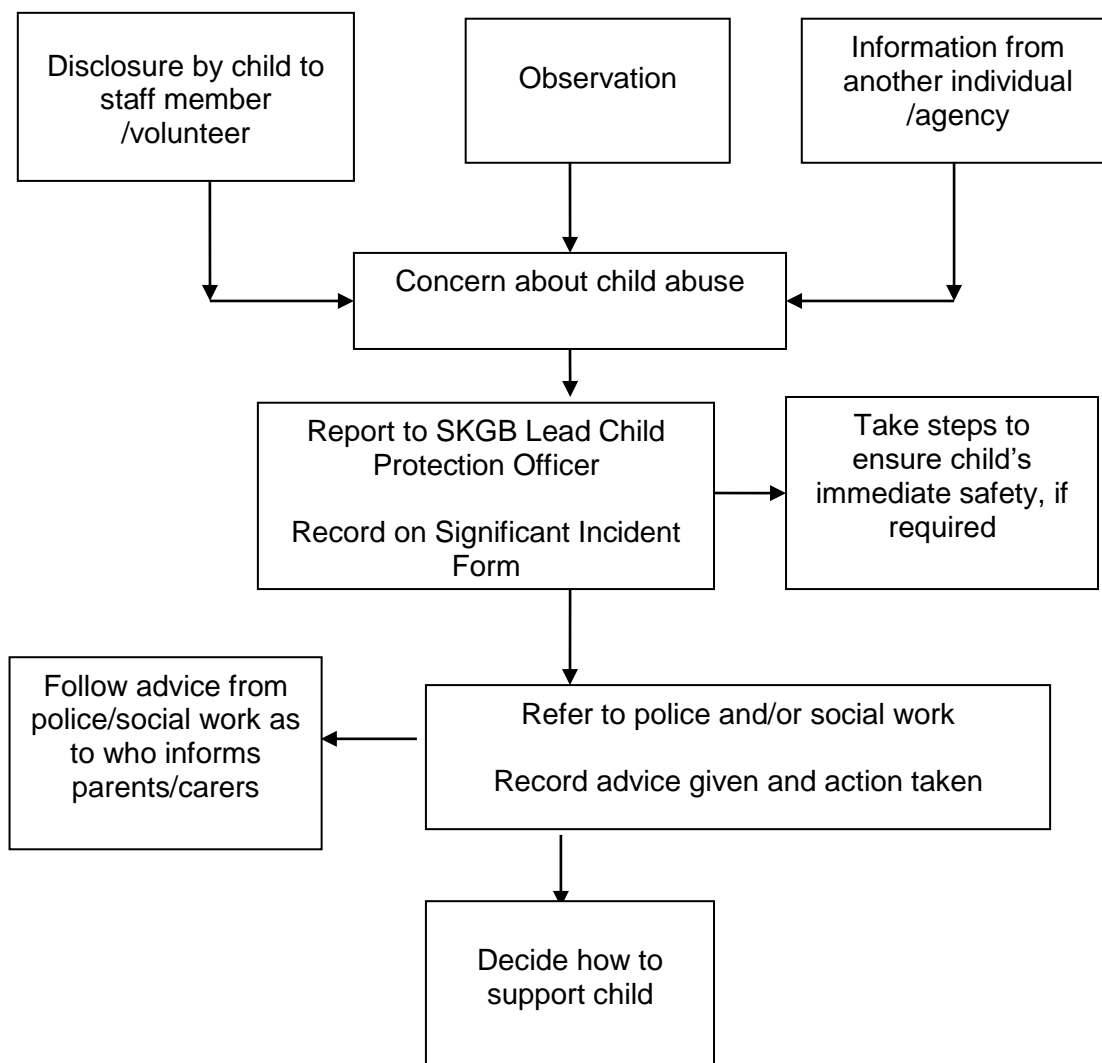 Disclosure by child to
staff member
/volunteer
Observation
Information from
another individual
/agency
Concern about child abuse
Report to SKGB Lead Child
Protection Officer
Record on Significant Incident
Form
Take steps to
ensure child’s
immediate safety, if
required
Follow advice from
police/social work as
to who informs
parents/carers
Refer to police and/or social work
Record advice given and action taken
Decide how to
support child